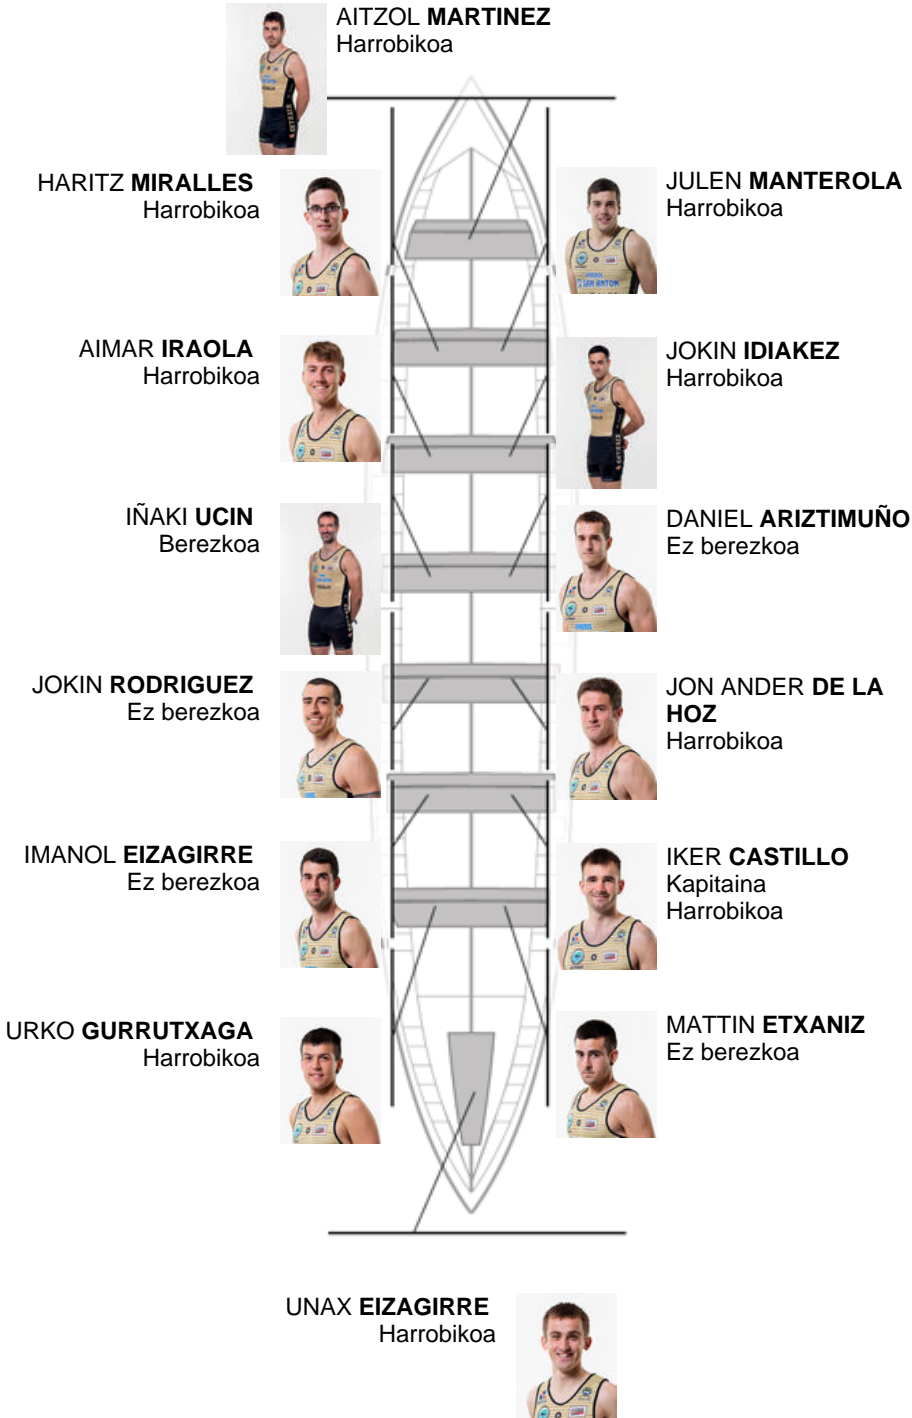 AITZOL MARTINEZ
Harrobikoa
HARITZ MIRALLES
Harrobikoa
JULEN MANTEROLA
Harrobikoa
AIMAR IRAOLA
Harrobikoa
JOKIN IDIAKEZ
Harrobikoa
IÑAKI UCIN
Berezkoa
DANIEL ARIZTIMUÑO
Ez berezkoa
JOKIN RODRIGUEZ
Ez berezkoa
JON ANDER DE LA
HOZ
Harrobikoa
IMANOL EIZAGIRRE
Ez berezkoa
IKER CASTILLO
Kapitaina
Harrobikoa
URKO GURRUTXAGA
Harrobikoa
MATTIN ETXANIZ
Ez berezkoa
UNAX EIZAGIRRE
Harrobikoa